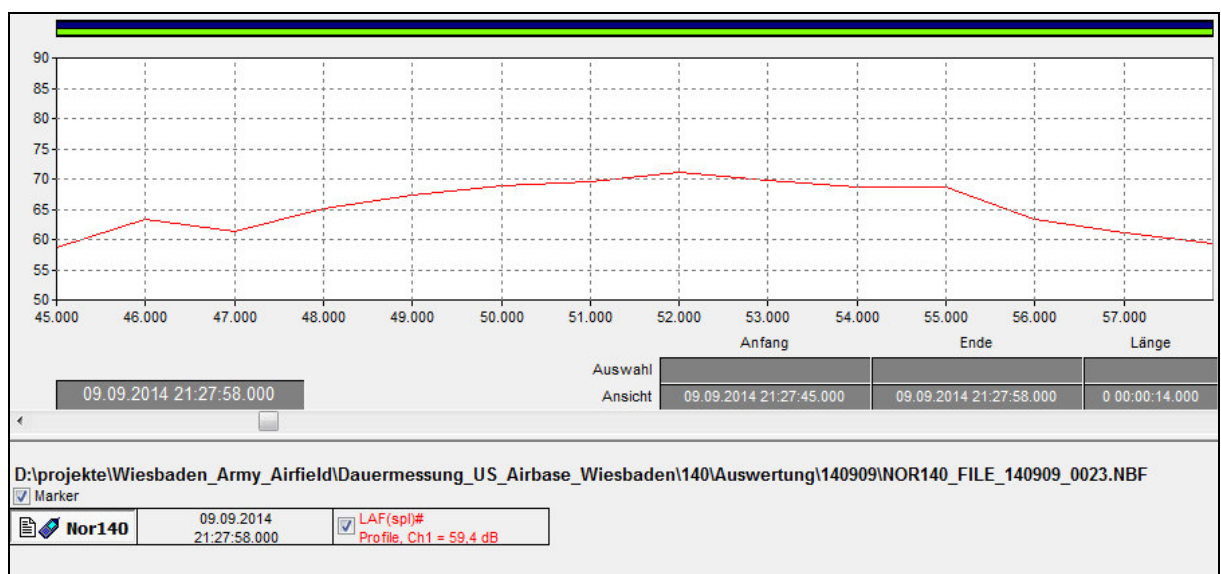 90
85
80
75
70
65
60
55
50
45.000 46.000 47.000 48.000 49.000 50.000 51.000 52.000 53.000 54.000 55.000 56.000 57.000
Anfang Ende Länge
Auswahl
09.09.2014 21:27:58.000 Ansicht 09.09.2014 21:27:45.000 09.09.2014 21:27:58.000 0 00:00:14.000
D:\projekte\Wiesbaden_Army_Airfield\Dauermessung_US_Airbase_Wiesbaden\140\Auswertung\140909\NOR140_FILE_140909_0023.NBF
Marker
Nor140 09.09.2014 LAF(spl)#
21:27:58.000 Profile, Ch1 = 59,4 dB